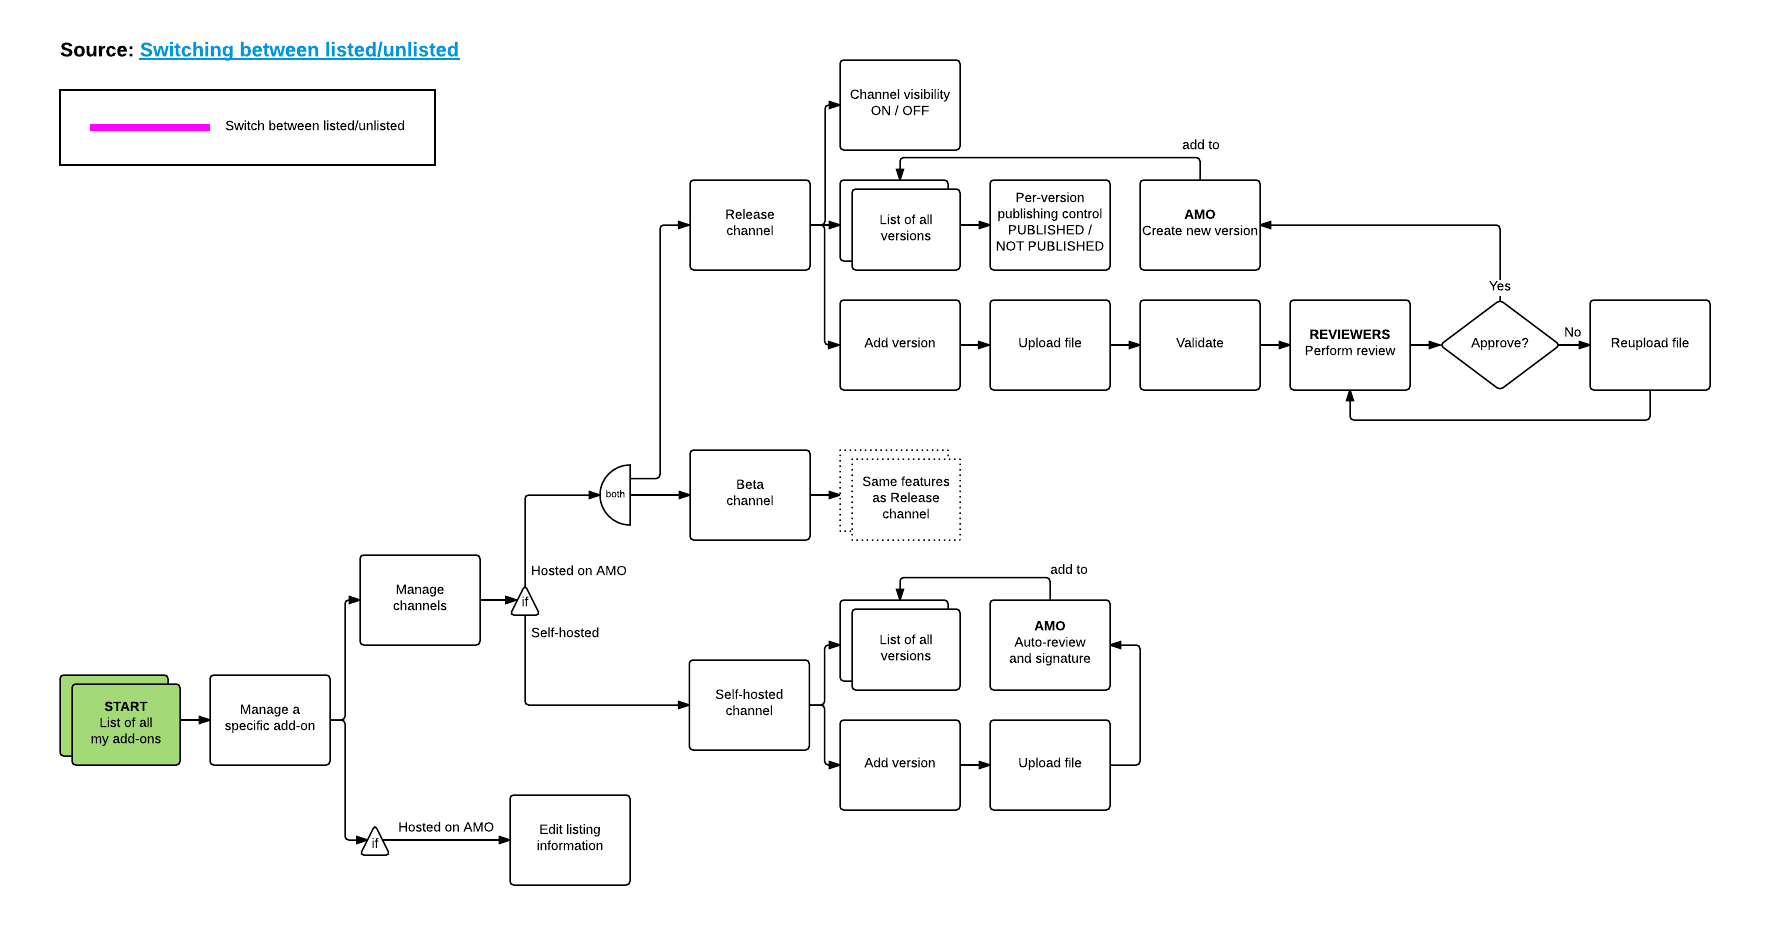 Source: Switching between listed/unlisted
Switch between listed/unlisted
Channel visibility
ON / OFF
add to
Release
channel
List of all
versions
Per-version
publishing control
PUBLISHED /
NOT PUBLISHED
AMO
Create new version
Yes
Add version
Upload file
Validate
REVIEWERS
Perform review
Approve?
No
Reupload file
both
Beta
channel
Same features
as Release
channel
Hosted on AMO
Manage
channels
if
Self-hosted
add to
List of all
versions
AMO
Auto-review
and signature
Self-hosted
channel
START
List of all
my add-ons
Manage a
specific add-on
Add version
Upload file
if
Hosted on AMO
Edit listing
information